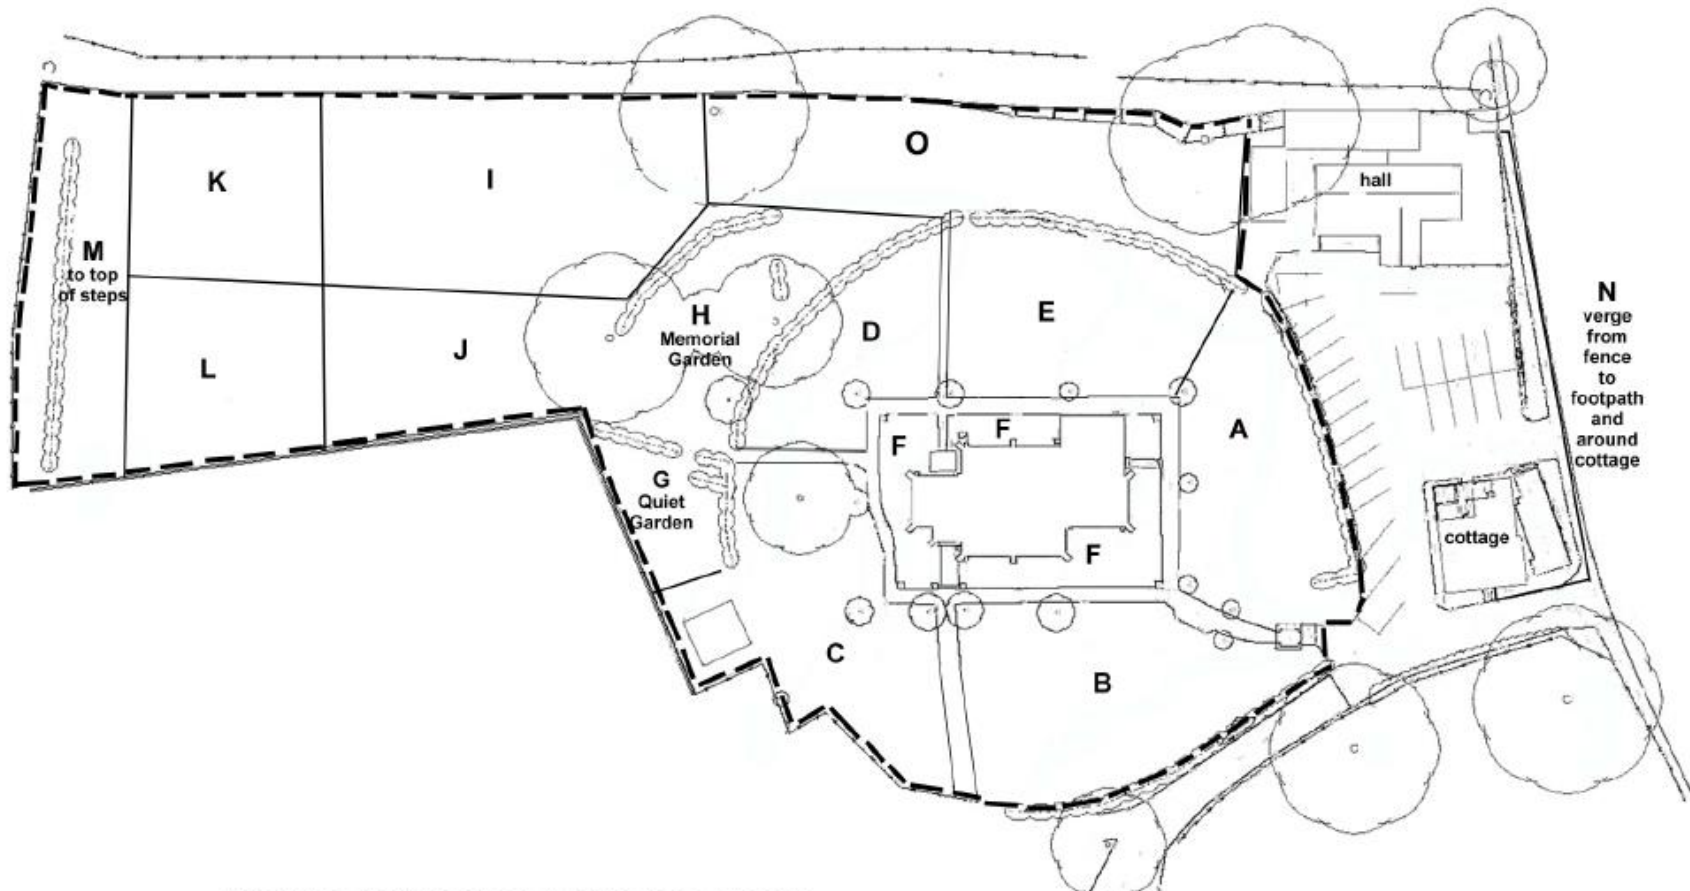 O
K
I
hall
M
to top
of steps
N
verge
from
fence
to
footpath
and
around
cottage
H
Memorial
Garden
D
E
L
J
A
F
F
G
Quiet
Garden
F
cottage
C
B